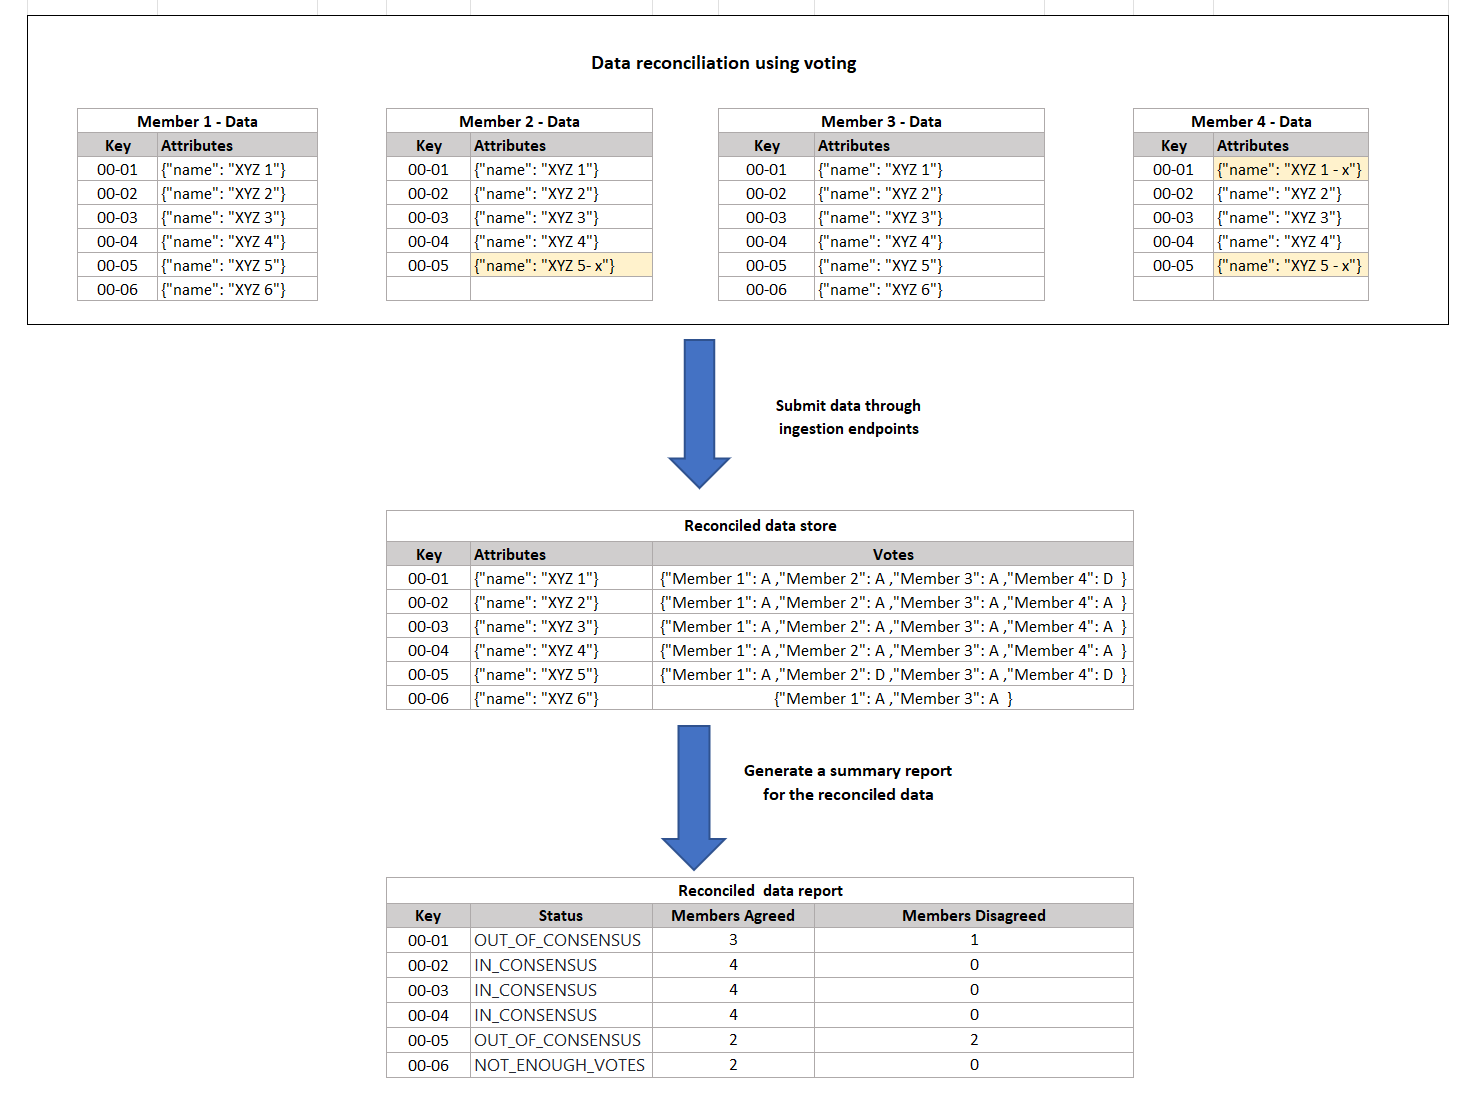 Data reconciliation using voting
Member 1 - Data
Key Attributes
00-01 {"name": "XYZ 1"}
00-02 {"name": "XYZ 2"}
00-03 {"name": "XYZ 3"}
00-04 {"name": "XYZ 4"}
00-05 {"name": "XYZ 5"}
00-06 {"name": "XYZ 6"}
Member 2 - Data
Key Attributes
00-01 {"name": "XYZ 1"}
00-02 {"name": "XYZ 2"}
00-03 {"name": "XYZ 3"}
00-04 {"name": "XYZ 4"}
00-05 {"name": "XYZ 5- x"}
Member 3 - Data
Key Attributes
00-01 {"name": "XYZ 1"}
00-02 {"name": "XYZ 2"}
00-03 {"name": "XYZ 3"}
00-04 {"name": "XYZ 4"}
00-05 {"name": "XYZ 5"}
00-06 {"name": "XYZ 6"}
Member 4 - Data
Key Attributes
00-01 {"name": "XYZ 1 - x"}
00-02 {"name": "XYZ 2"}
00-03 {"name": "XYZ 3"}
00-04 {"name": "XYZ 4"}
00-05 {"name": "XYZ 5 - x"}
Submit data through
ingestion endpoints
Reconciled data store
Key Attributes Votes
00-01 {"name": "XYZ 1"} {"Member 1": A ,"Member 2": A ,"Member 3": A ,"Member 4": D }
00-02 {"name": "XYZ 2"} {"Member 1": A ,"Member 2": A ,"Member 3": A ,"Member 4": A }
00-03 {"name": "XYZ 3"} {"Member 1": A ,"Member 2": A ,"Member 3": A ,"Member 4": A }
00-04 {"name": "XYZ 4"} {"Member 1": A ,"Member 2": A ,"Member 3": A ,"Member 4": A }
00-05 {"name": "XYZ 5"} {"Member 1": A ,"Member 2": D ,"Member 3": A ,"Member 4": D }
00-06 {"name": "XYZ 6"} {"Member 1": A ,"Member 3": A }
Generate a summary report
for the reconciled data
Reconciled data report
Key Status Members Agreed Members Disagreed
00-01 OUT_OF_CONSENSUS 3 1
00-02 IN_CONSENSUS 4 0
00-03 IN_CONSENSUS 4 0
00-04 IN_CONSENSUS 4 0
00-05 OUT_OF_CONSENSUS 2 2
00-06 NOT_ENOUGH_VOTES 2 0